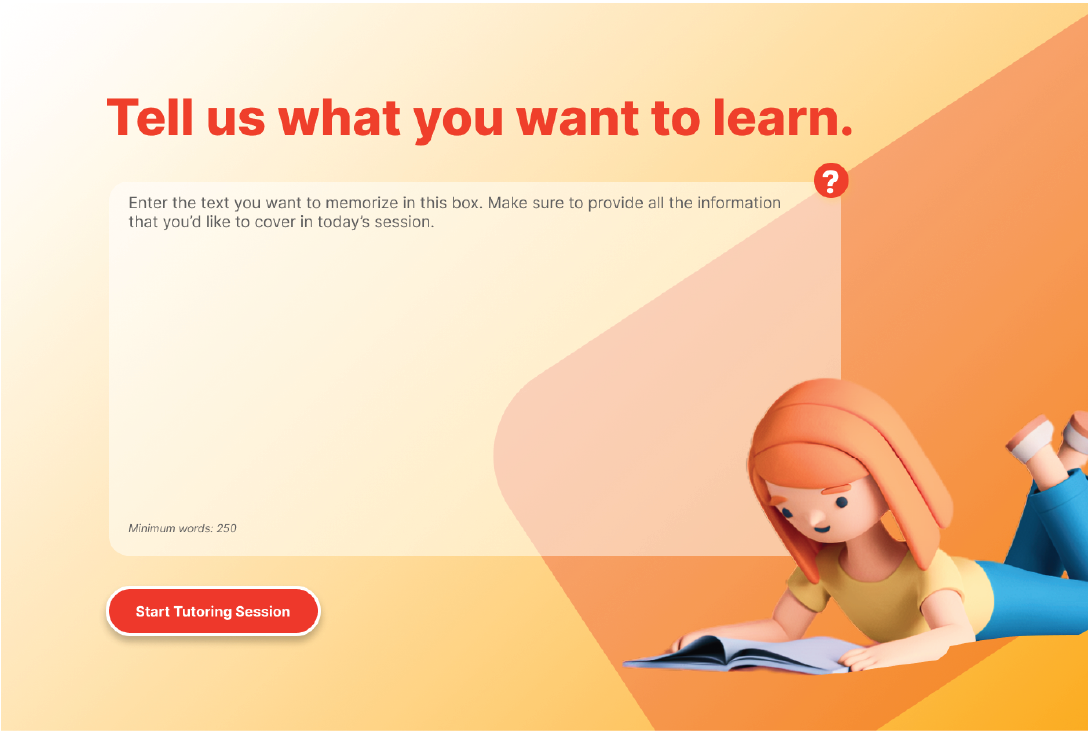 Tell us what you want to learn.
?
Enter the text you want to memorize in this box. Make sure to provide all the information
that you’d like to cover in today’s session.
Minimum words: 250
Start Tutoring Session